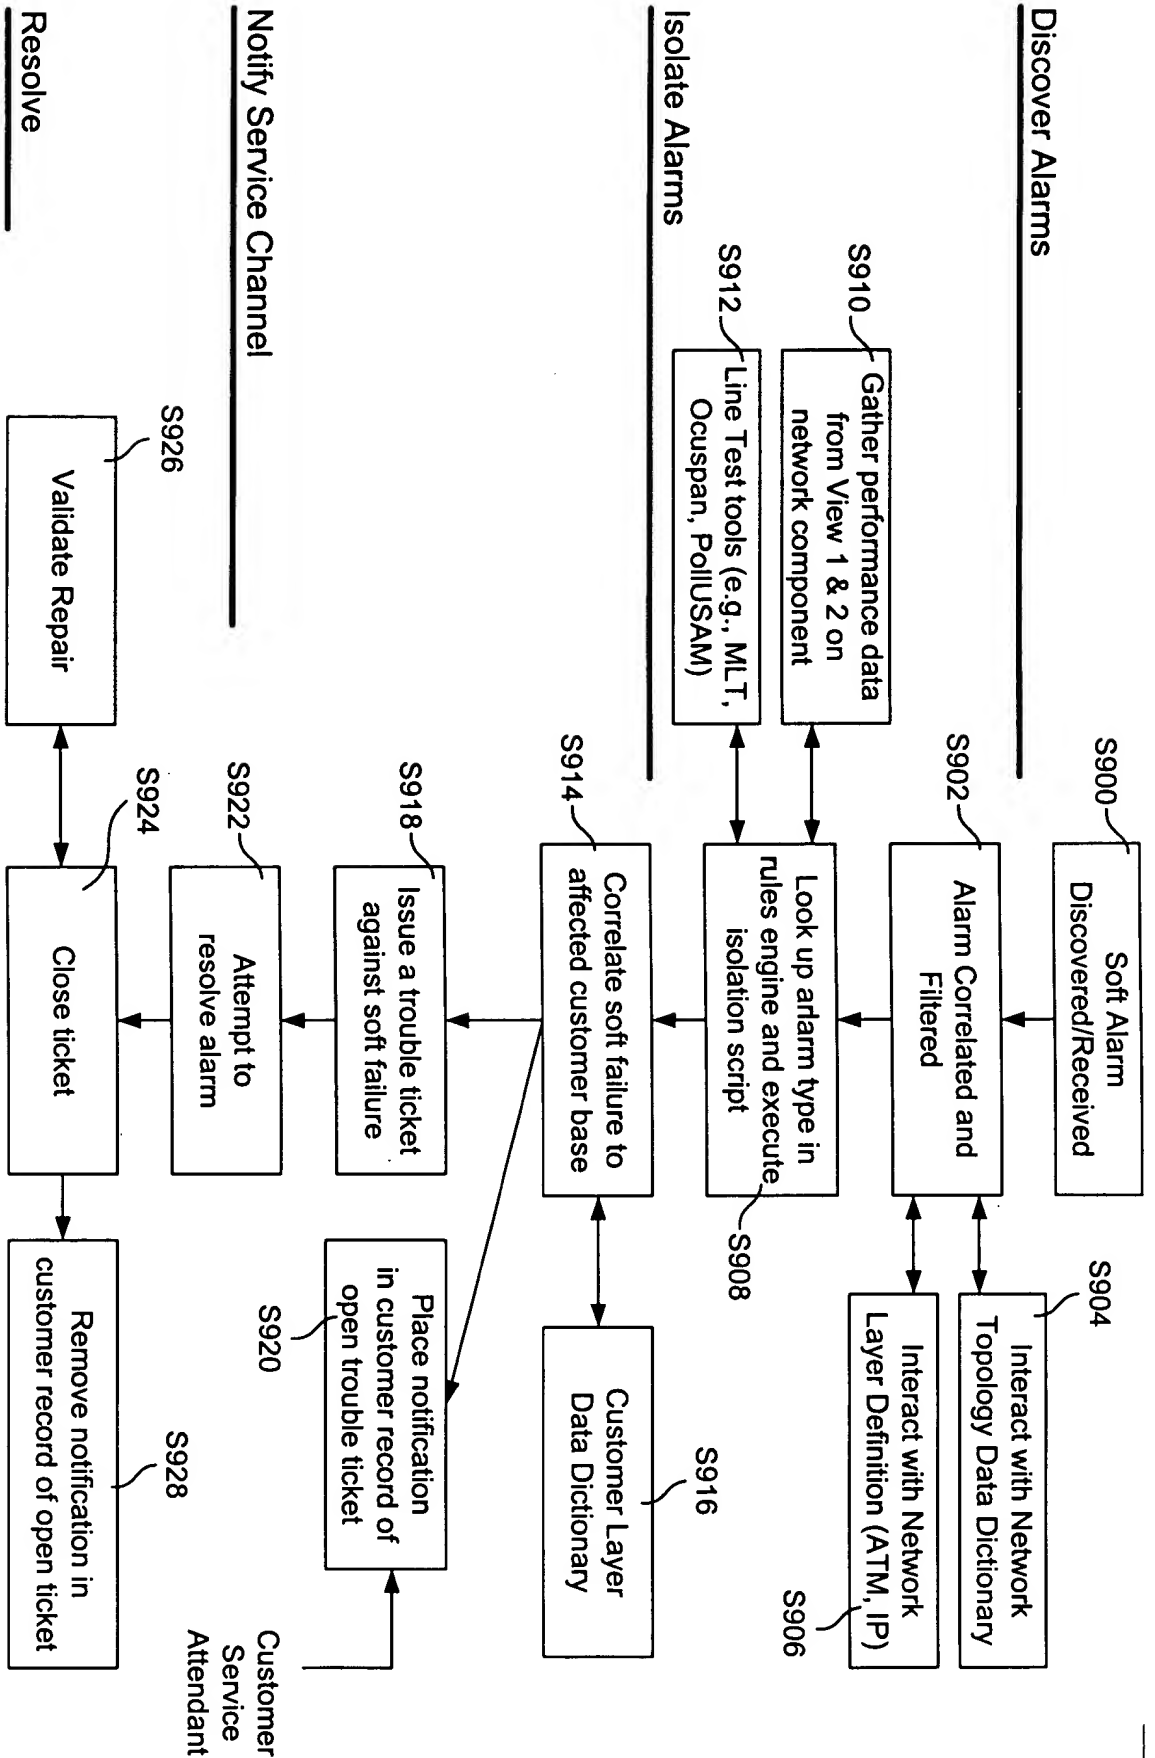 Discover Alarms
S900
Soft Alarm
Discovered/Received
S902
Alarm Correlated and
Filtered
S904
Interact with Network
Topology Data Dictionary
Interact with Network
Layer Definition (ATM, IP)
S906
Isolate Alarms
S910
Gather performance data
from View 1 & 2 on
network component
S912
Line Test tools (e.g., MLT,
Ocuspan, PollUSAM)
Look up arlarm type in
rules engine and execute
isolation script
S908
S914
Correlate soft failure to
affected customer base
S916
Customer Layer
Data Dictionary
Notify Service Channel
S918
Issue a trouble ticket
against soft failure
Place notification
in customer record of
open trouble ticket
S920
Customer
Service
Attendant
S922
Attempt to
resolve alarm
Resolve
S926
Validate Repair
S924
Close ticket
S928
Remove notification in
customer record of open ticket